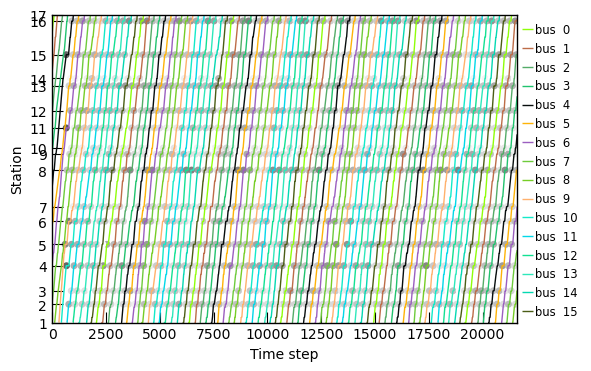 17
16
15
14
13
12
11
10
9
8
7
6
5
4
3
2
1
Station
0 2500 5000 7500 10000 12500 15000 17500 20000
Time step
bus 0
bus 1
bus 2
bus 3
bus 4
bus 5
bus 6
bus 7
bus 8
bus 9
bus 10
bus 11
bus 12
bus 13
bus 14
bus 15